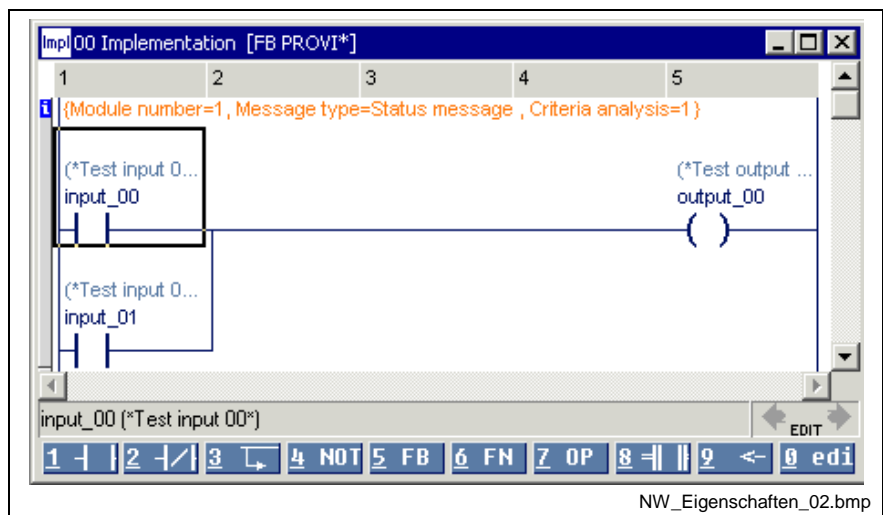 Impl 00 Implementation [FB PROVI*]
1 2 3 4 5
i {Module number=1, Message type=Status message , Criteria analysis=1}
(*Test input 0... (*Test output ...
input_00 output_00
(*Test input 0...
input_01
input_00 (*Test input 00*)
EDIT
1 ┤ ├ 2 ┤/├ 3 4 NOT 5 FB 6 FN 7 OP 8 ╡ ╞ 9 <- 0 edi
NW_Eigenschaften_02.bmp